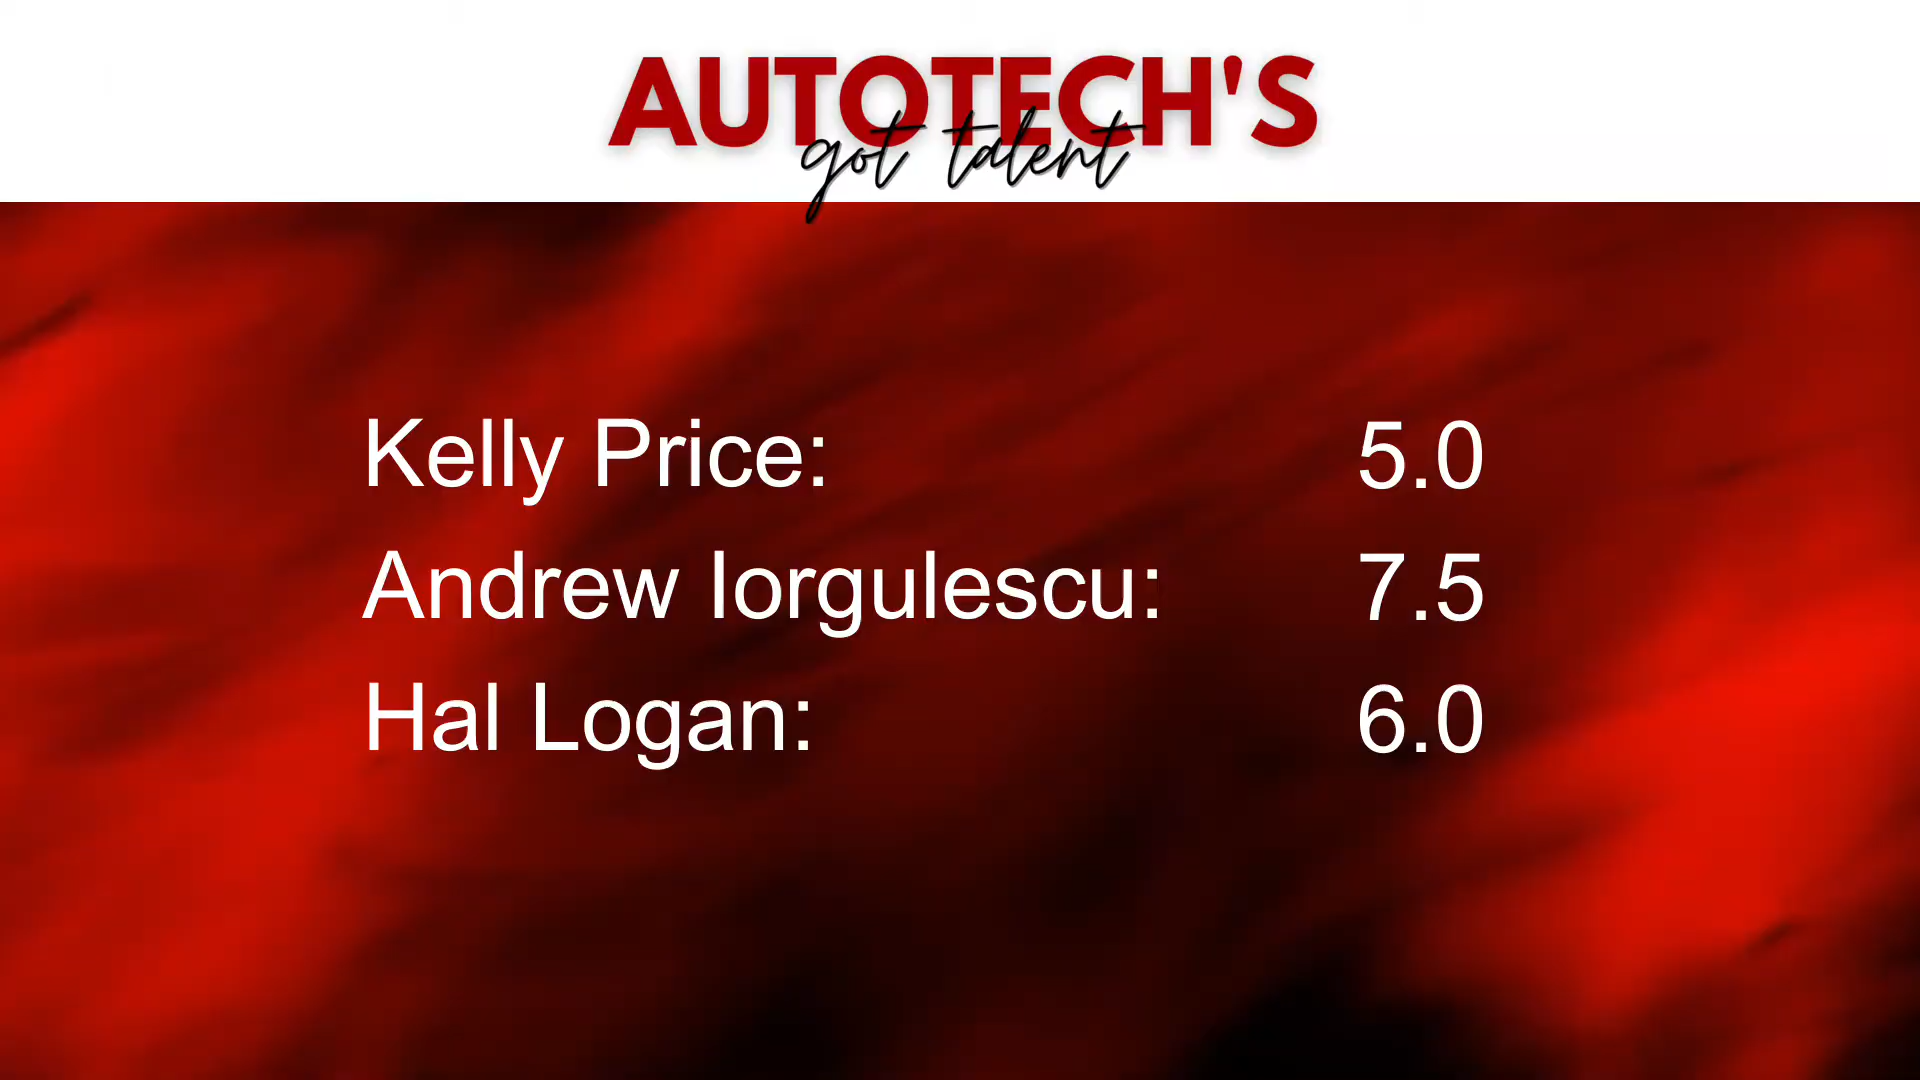 AUTOTECH'S
got talent
Kelly Price: 5.0
Andrew Iorgulescu: 7.5
Hal Logan: 6.0